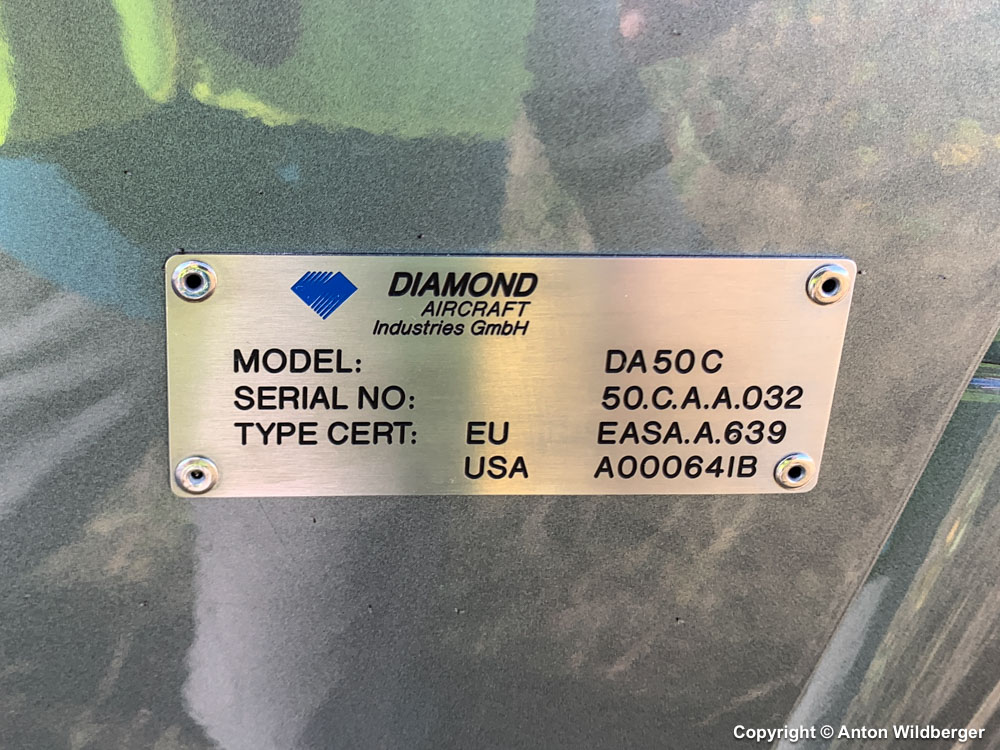 DIAMOND
AIRCRAFT
Industries GmbH
MODEL: DA50C
SERIAL NO: 50.C.A.A.032
TYPE CERT: EU EASA.A.639
USA A00064IB
Copyright © Anton Wildberger